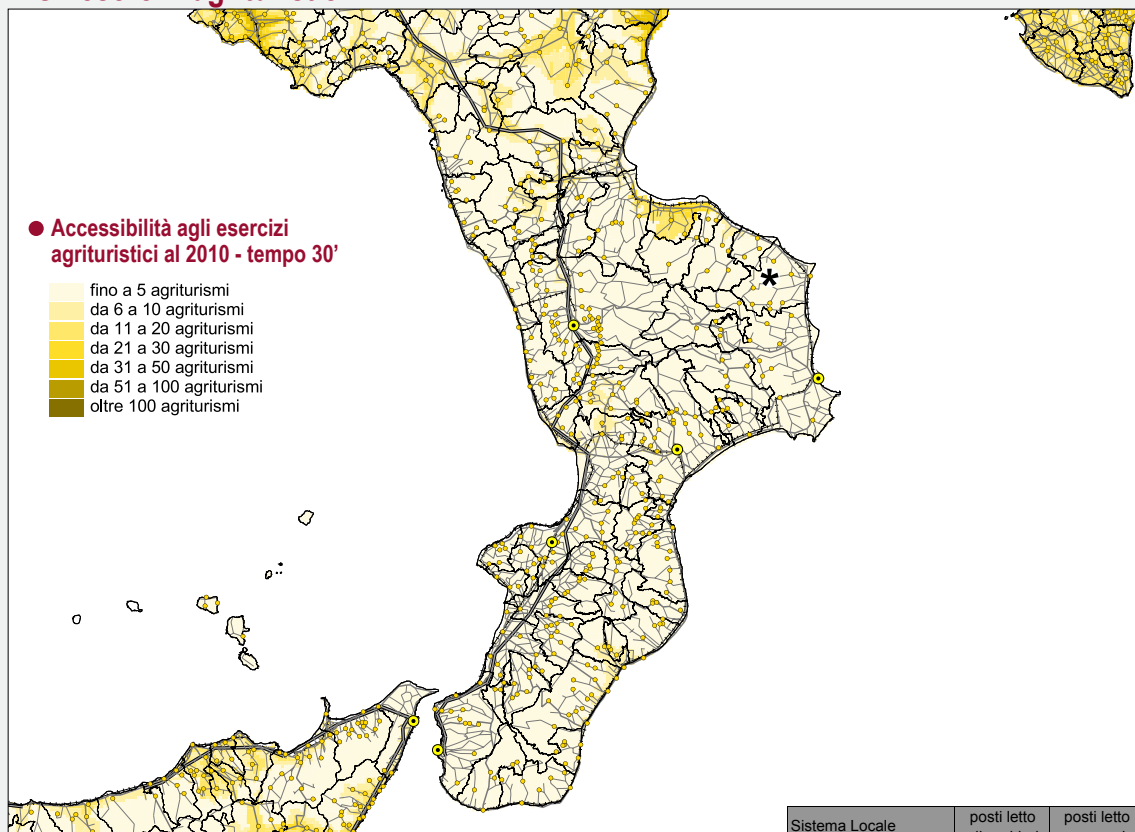 ● Accessibilità agli esercizi
agrituristici al 2010 - tempo 30’
fino a 5 agriturismi
da 6 a 10 agriturismi
da 11 a 20 agriturismi
da 21 a 30 agriturismi
da 31 a 50 agriturismi
da 51 a 100 agriturismi
oltre 100 agriturismi
*
Sistema Locale
posti letto
posti letto